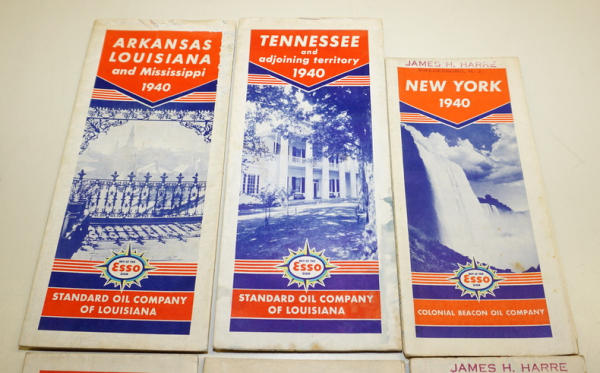 ARKANSAS
LOUISIANA
and Mississippi
1940
Esso
STANDARD OIL COMPANY
OF LOUISIANA
TENNESSEE
and
adjoining territory
1940
Esso
STANDARD OIL COMPANY
OF LOUISIANA
JAMES H. HARRE
NEW YORK
1940
Esso
COLONIAL BEACON OIL COMPANY
JAMES H. HARRE